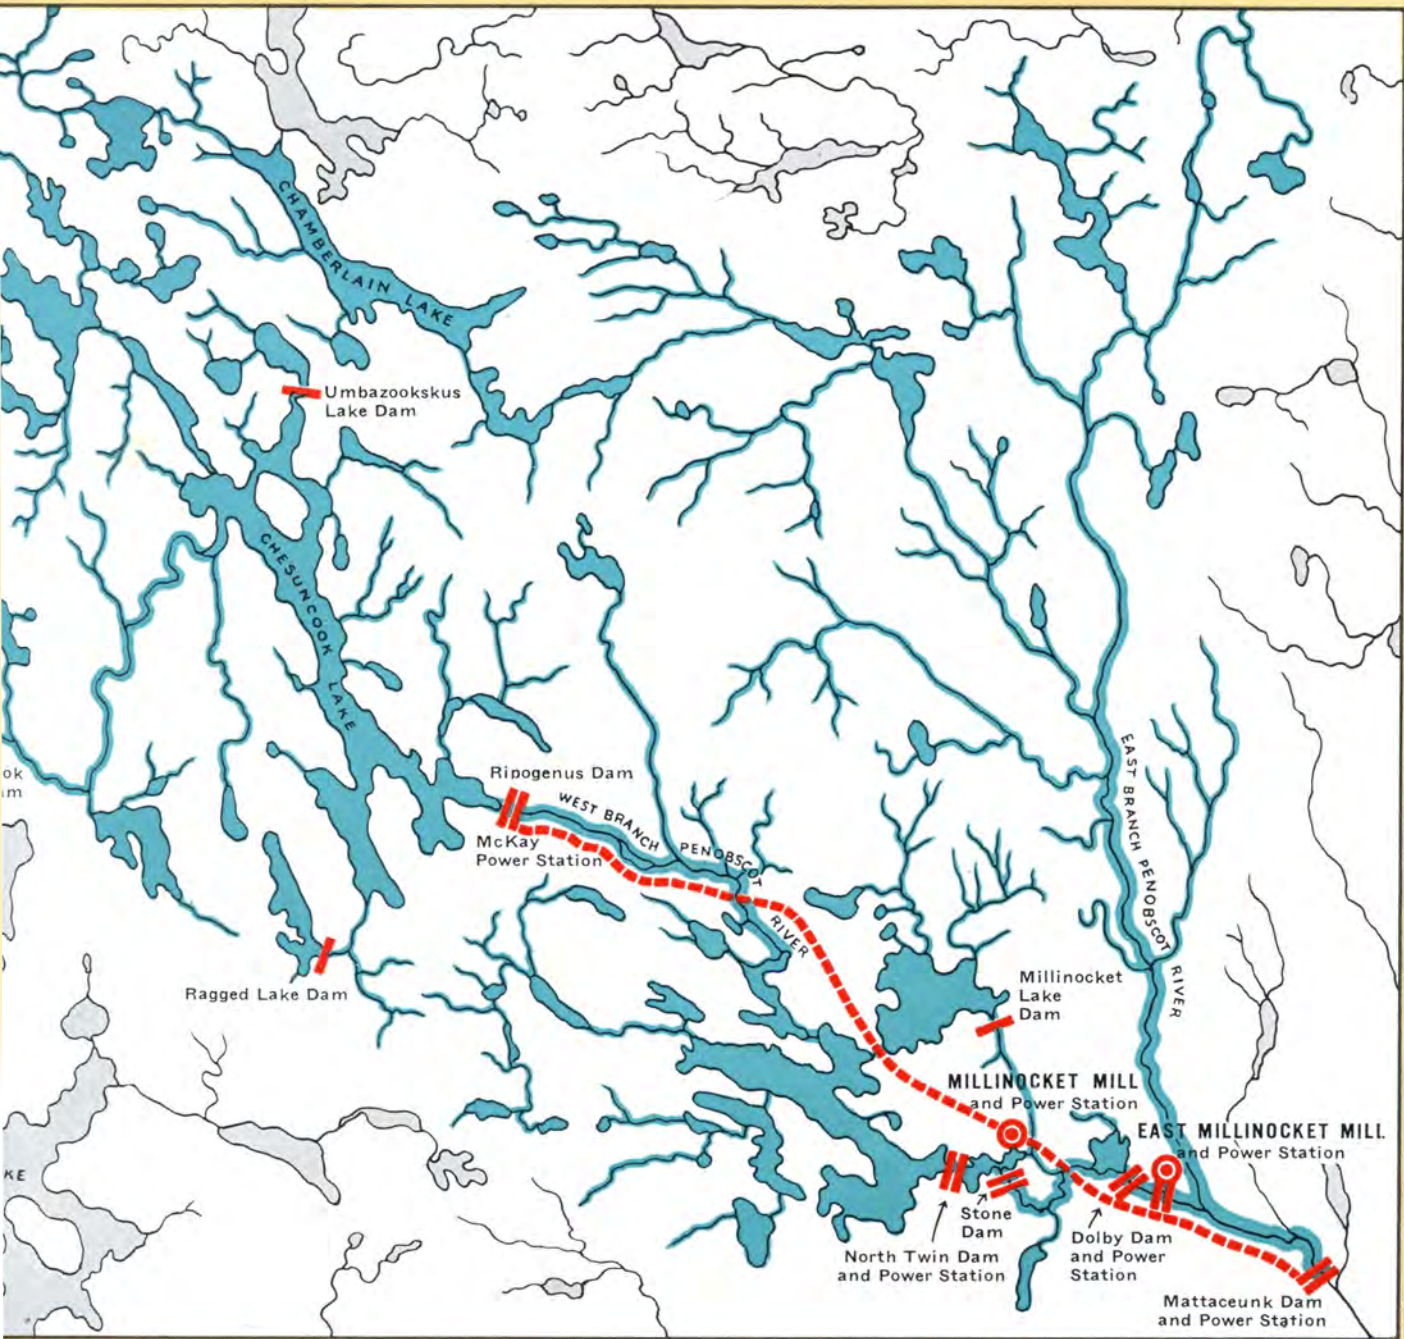 CHAMBERLAIN LAKE
Umbazookskus
Lake Dam
CHESUNCOOK LAKE
ok
m
Ripogenus Dam
WEST BRANCH PENOBSCOT RIVER
McKay
Power Station
EAST BRANCH PENOBSCOT RIVER
Ragged Lake Dam
Millinocket
Lake
Dam
MILLINOCKET MILL
and Power Station
EAST MILLINOCKET MILL
and Power Station
KE
Stone
Dam
North Twin Dam
and Power Station
Dolby Dam
and Power
Station
Mattaceunk Dam
and Power Station